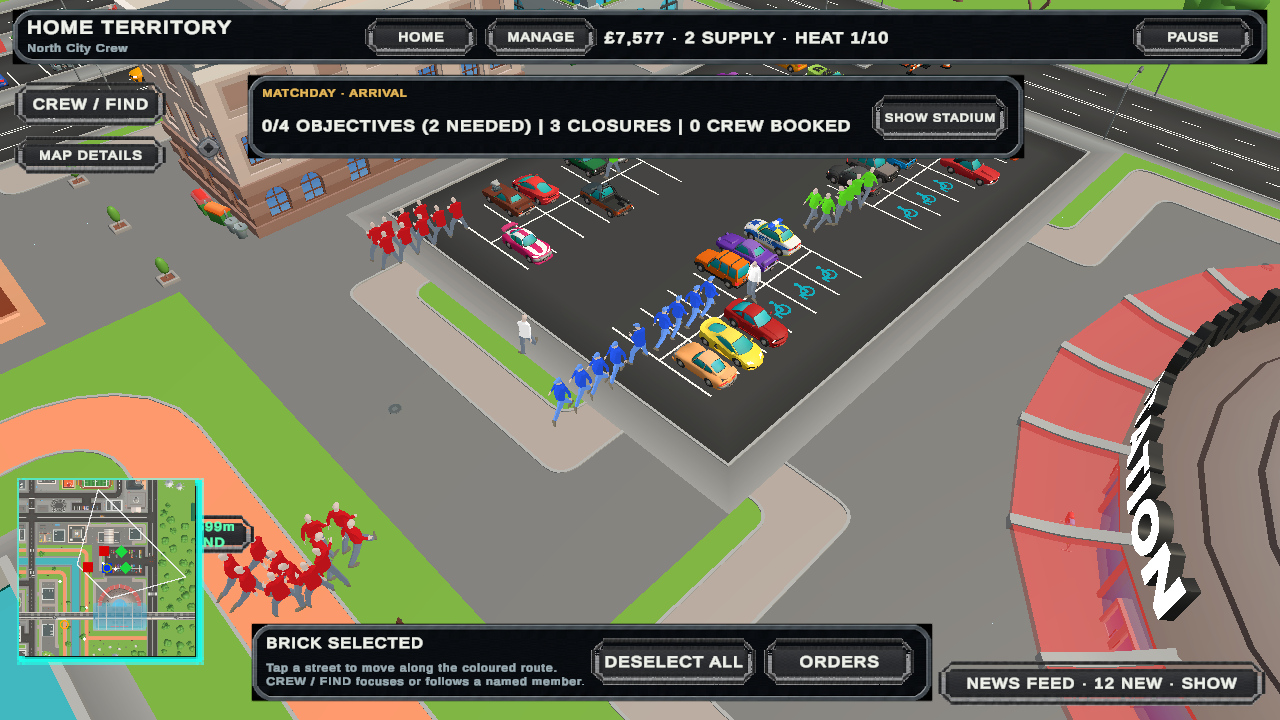 HOME TERRITORY
North City Crew
HOME
MANAGE
£7,577 · 2 SUPPLY · HEAT 1/10
PAUSE
CREW / FIND
MAP DETAILS
MATCHDAY · ARRIVAL
0/4 OBJECTIVES (2 NEEDED) | 3 CLOSURES | 0 CREW BOOKED
SHOW STADIUM
ATION
99m
ND
BRICK SELECTED
Tap a street to move along the coloured route.
CREW / FIND focuses or follows a named member.
DESELECT ALL
ORDERS
NEWS FEED · 12 NEW · SHOW